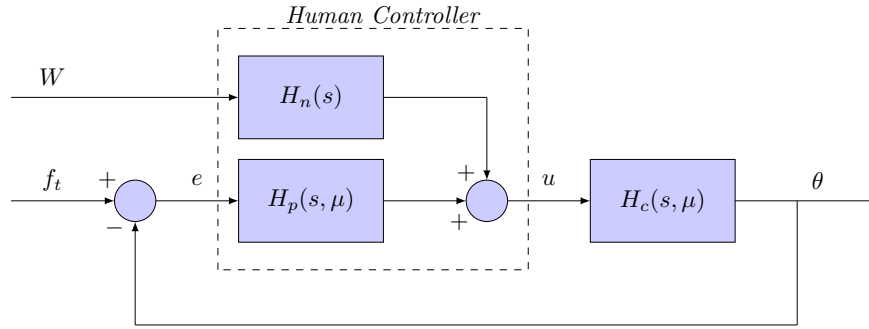 Human Controller
W
H_n(s)
f_t
+
−
e
H_p(s, μ)
+
+
u
H_c(s, μ)
θ